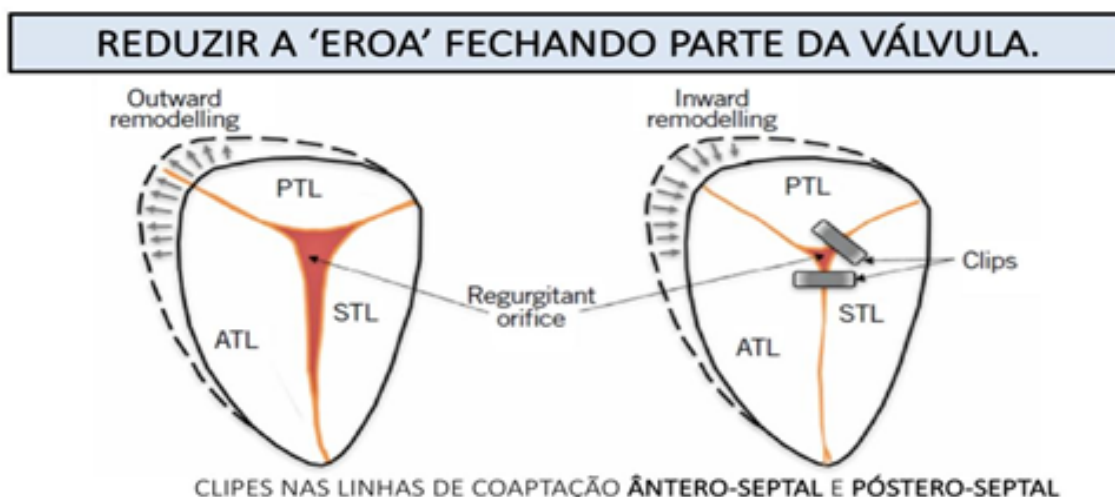 REDUZIR A ‘EROA’ FECHANDO PARTE DA VÁLVULA.
Outward
remodelling
PTL
STL
ATL
Regurgitant
orifice
Inward
remodelling
PTL
Clips
STL
ATL
CLIPES NAS LINHAS DE COAPTAÇÃO ÂNTERO-SEPTAL E PÓSTERO-SEPTAL